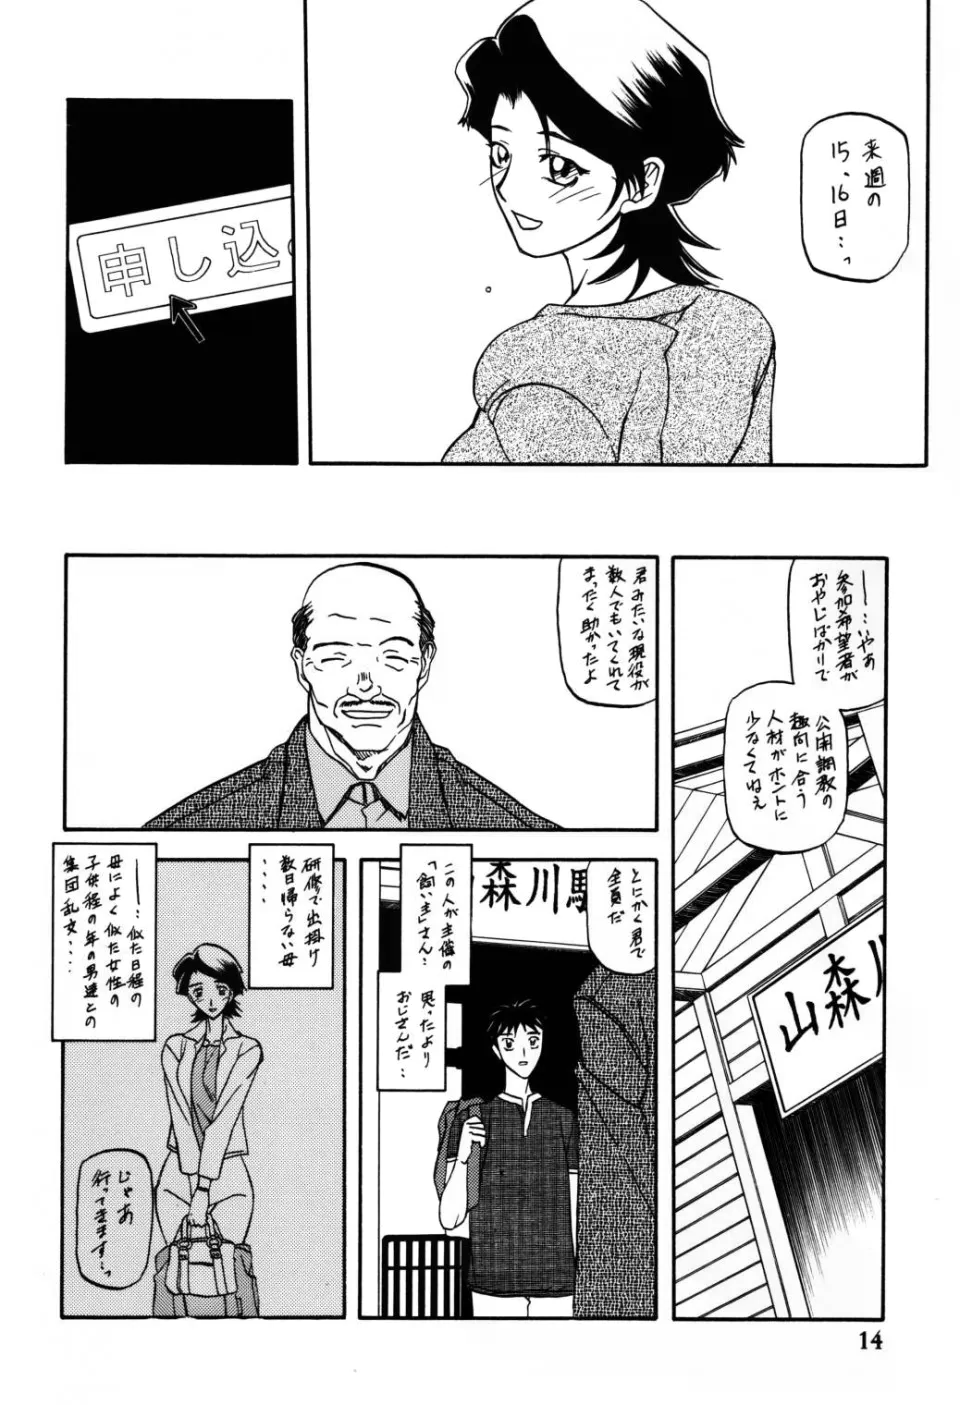 来週の
15、16日…っ
申し込
―…いやぁ
参加希望者が
おやじばかりで
公開調教の
趣向に合う
人材がホントに
少なくてねぇ
山森川
君みたいな現役が
数人でもいてくれて
まったく助かったよ
とにかく君で
全員だ
山森川駅
この人が主催の
「飼い主」さん…
思ったより
おじさんだ…
研修で出掛け
数日帰らない母
……
―…似た日程の
母によく似た女性の
子供程の年の男達との
集団乱交……
じゃあ
行ってきます…っ
14